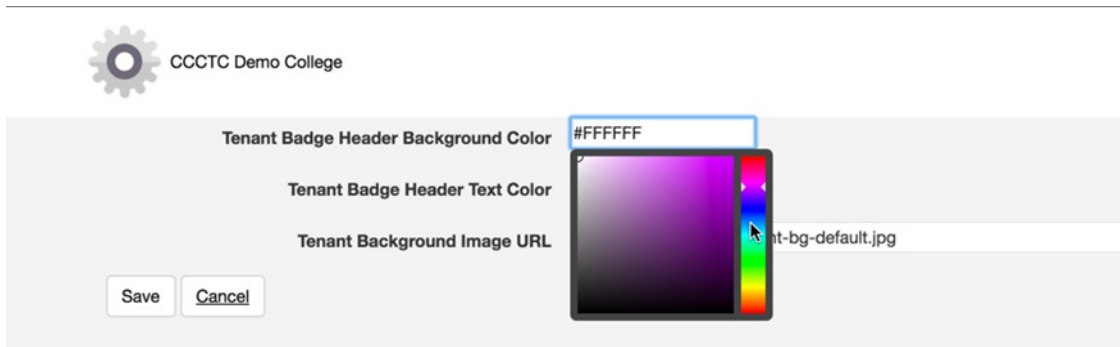 CCCTC Demo College
Tenant Badge Header Background Color #FFFFFF
Tenant Badge Header Text Color
Tenant Background Image URL nt-bg-default.jpg
Save Cancel